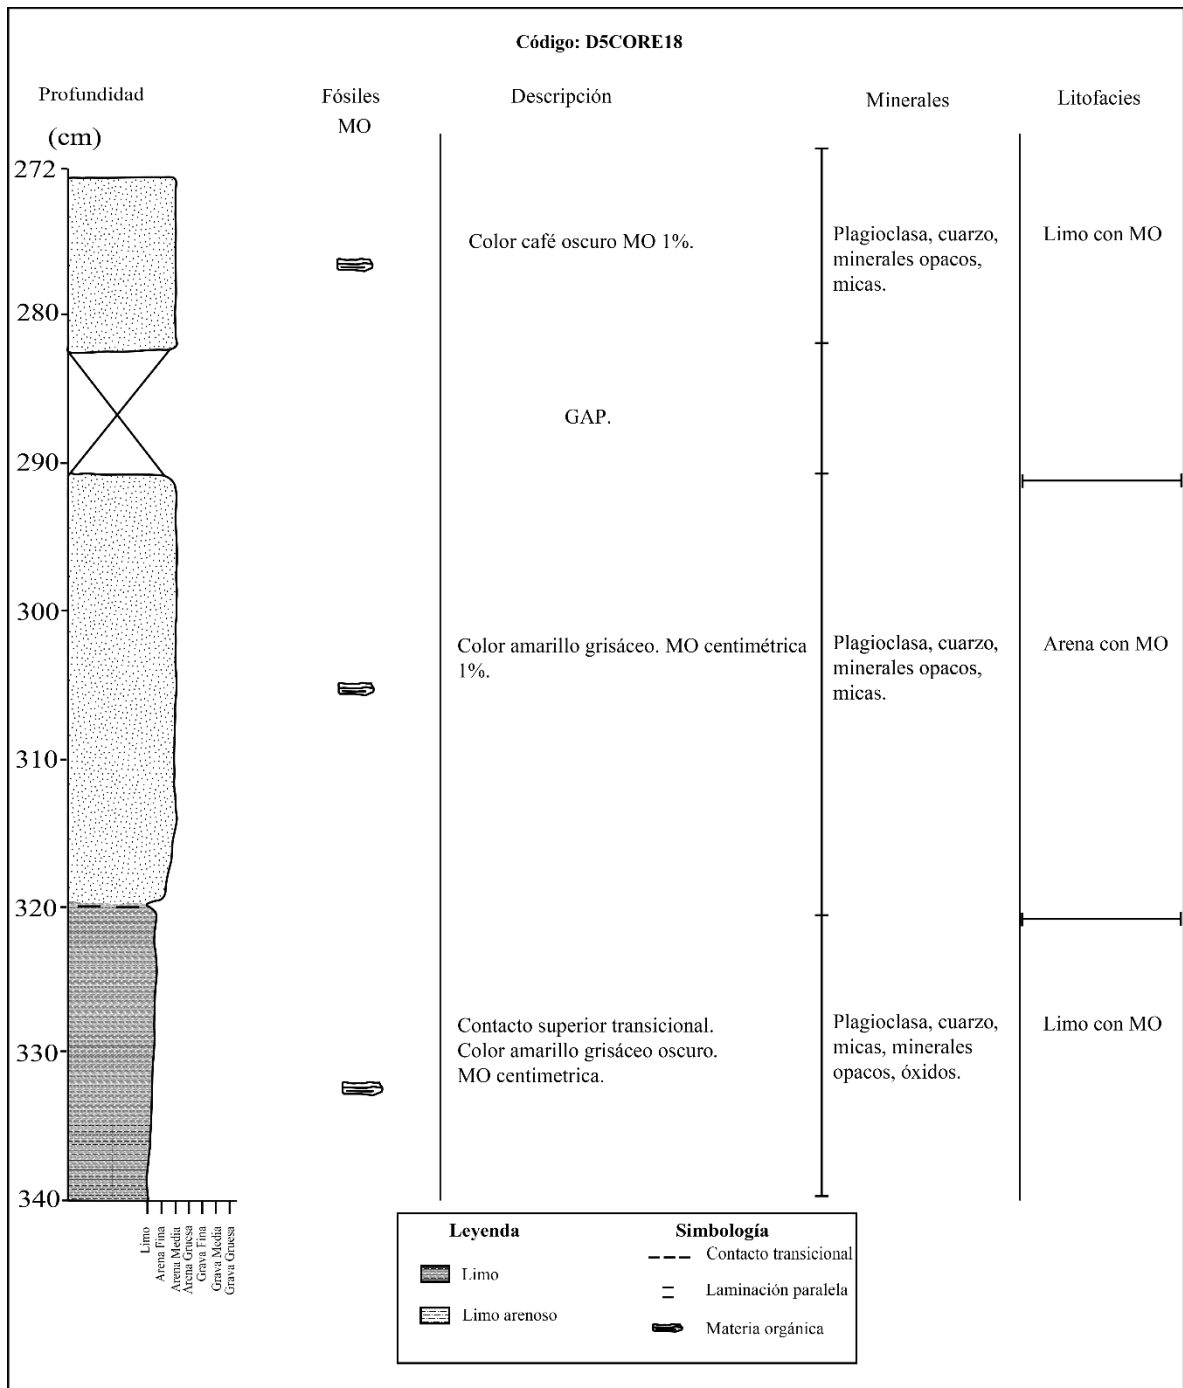 Código: D5CORE18
Profundidad
(cm)
Fósiles
MO
Descripción
Minerales
Litofacies
272
280
290
300
310
320
330
340
Color café oscuro MO 1%.
Plagioclasa, cuarzo,
minerales opacos,
micas.
Limo con MO
GAP.
Color amarillo grisáceo. MO centimétrica
1%.
Plagioclasa, cuarzo,
minerales opacos,
micas.
Arena con MO
Contacto superior transicional.
Color amarillo grisáceo oscuro.
MO centimetrica.
Plagioclasa, cuarzo,
micas, minerales
opacos, óxidos.
Limo con MO
Limo
Arena Fina
Arena Media
Arena Gruesa
Grava Fina
Grava Media
Grava Gruesa
Leyenda
Limo
Limo arenoso
Simbología
Contacto transicional
Laminación paralela
Materia orgánica